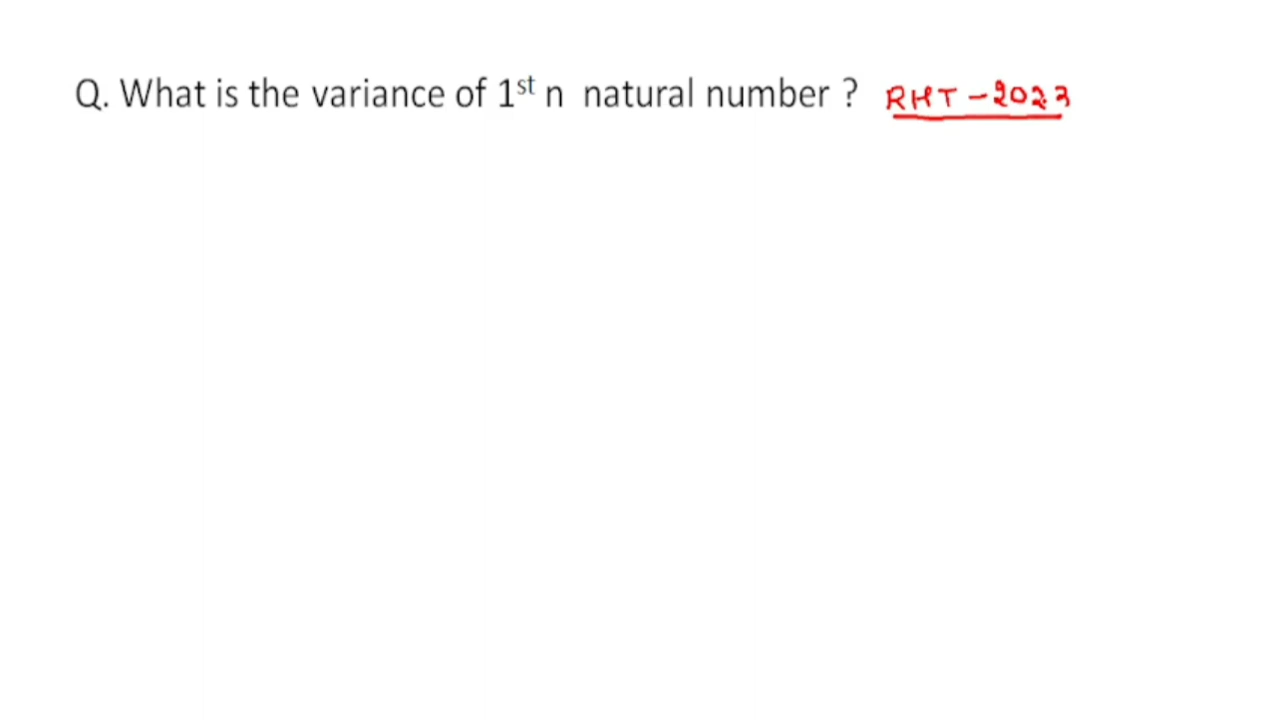 Q. What is the variance of 1st n natural number ? RHT - 2023